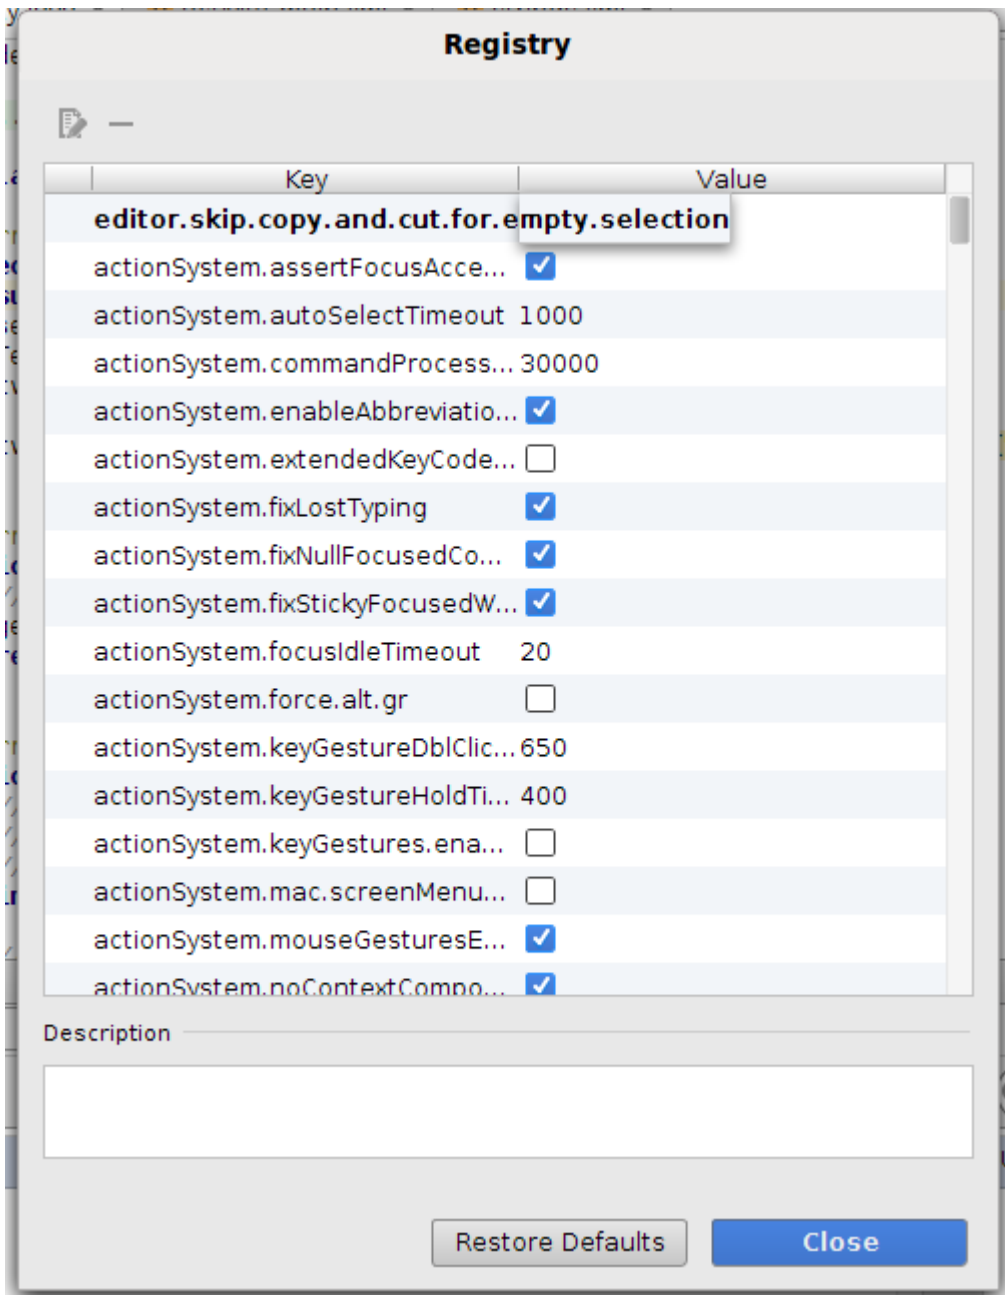 Registry
Key Value
editor.skip.copy.and.cut.for.empty.selection
actionSystem.assertFocusAcce...
actionSystem.autoSelectTimeout 1000
actionSystem.commandProcess... 30000
actionSystem.enableAbbreviatio...
actionSystem.extendedKeyCode...
actionSystem.fixLostTyping
actionSystem.fixNullFocusedCo...
actionSystem.fixStickyFocusedW...
actionSystem.focusIdleTimeout 20
actionSystem.force.alt.gr
actionSystem.keyGestureDblClic... 650
actionSystem.keyGestureHoldTi... 400
actionSystem.keyGestures.ena...
actionSystem.mac.screenMenu...
actionSystem.mouseGesturesE...
actionSystem.noContextCompo...
Description
Restore Defaults Close